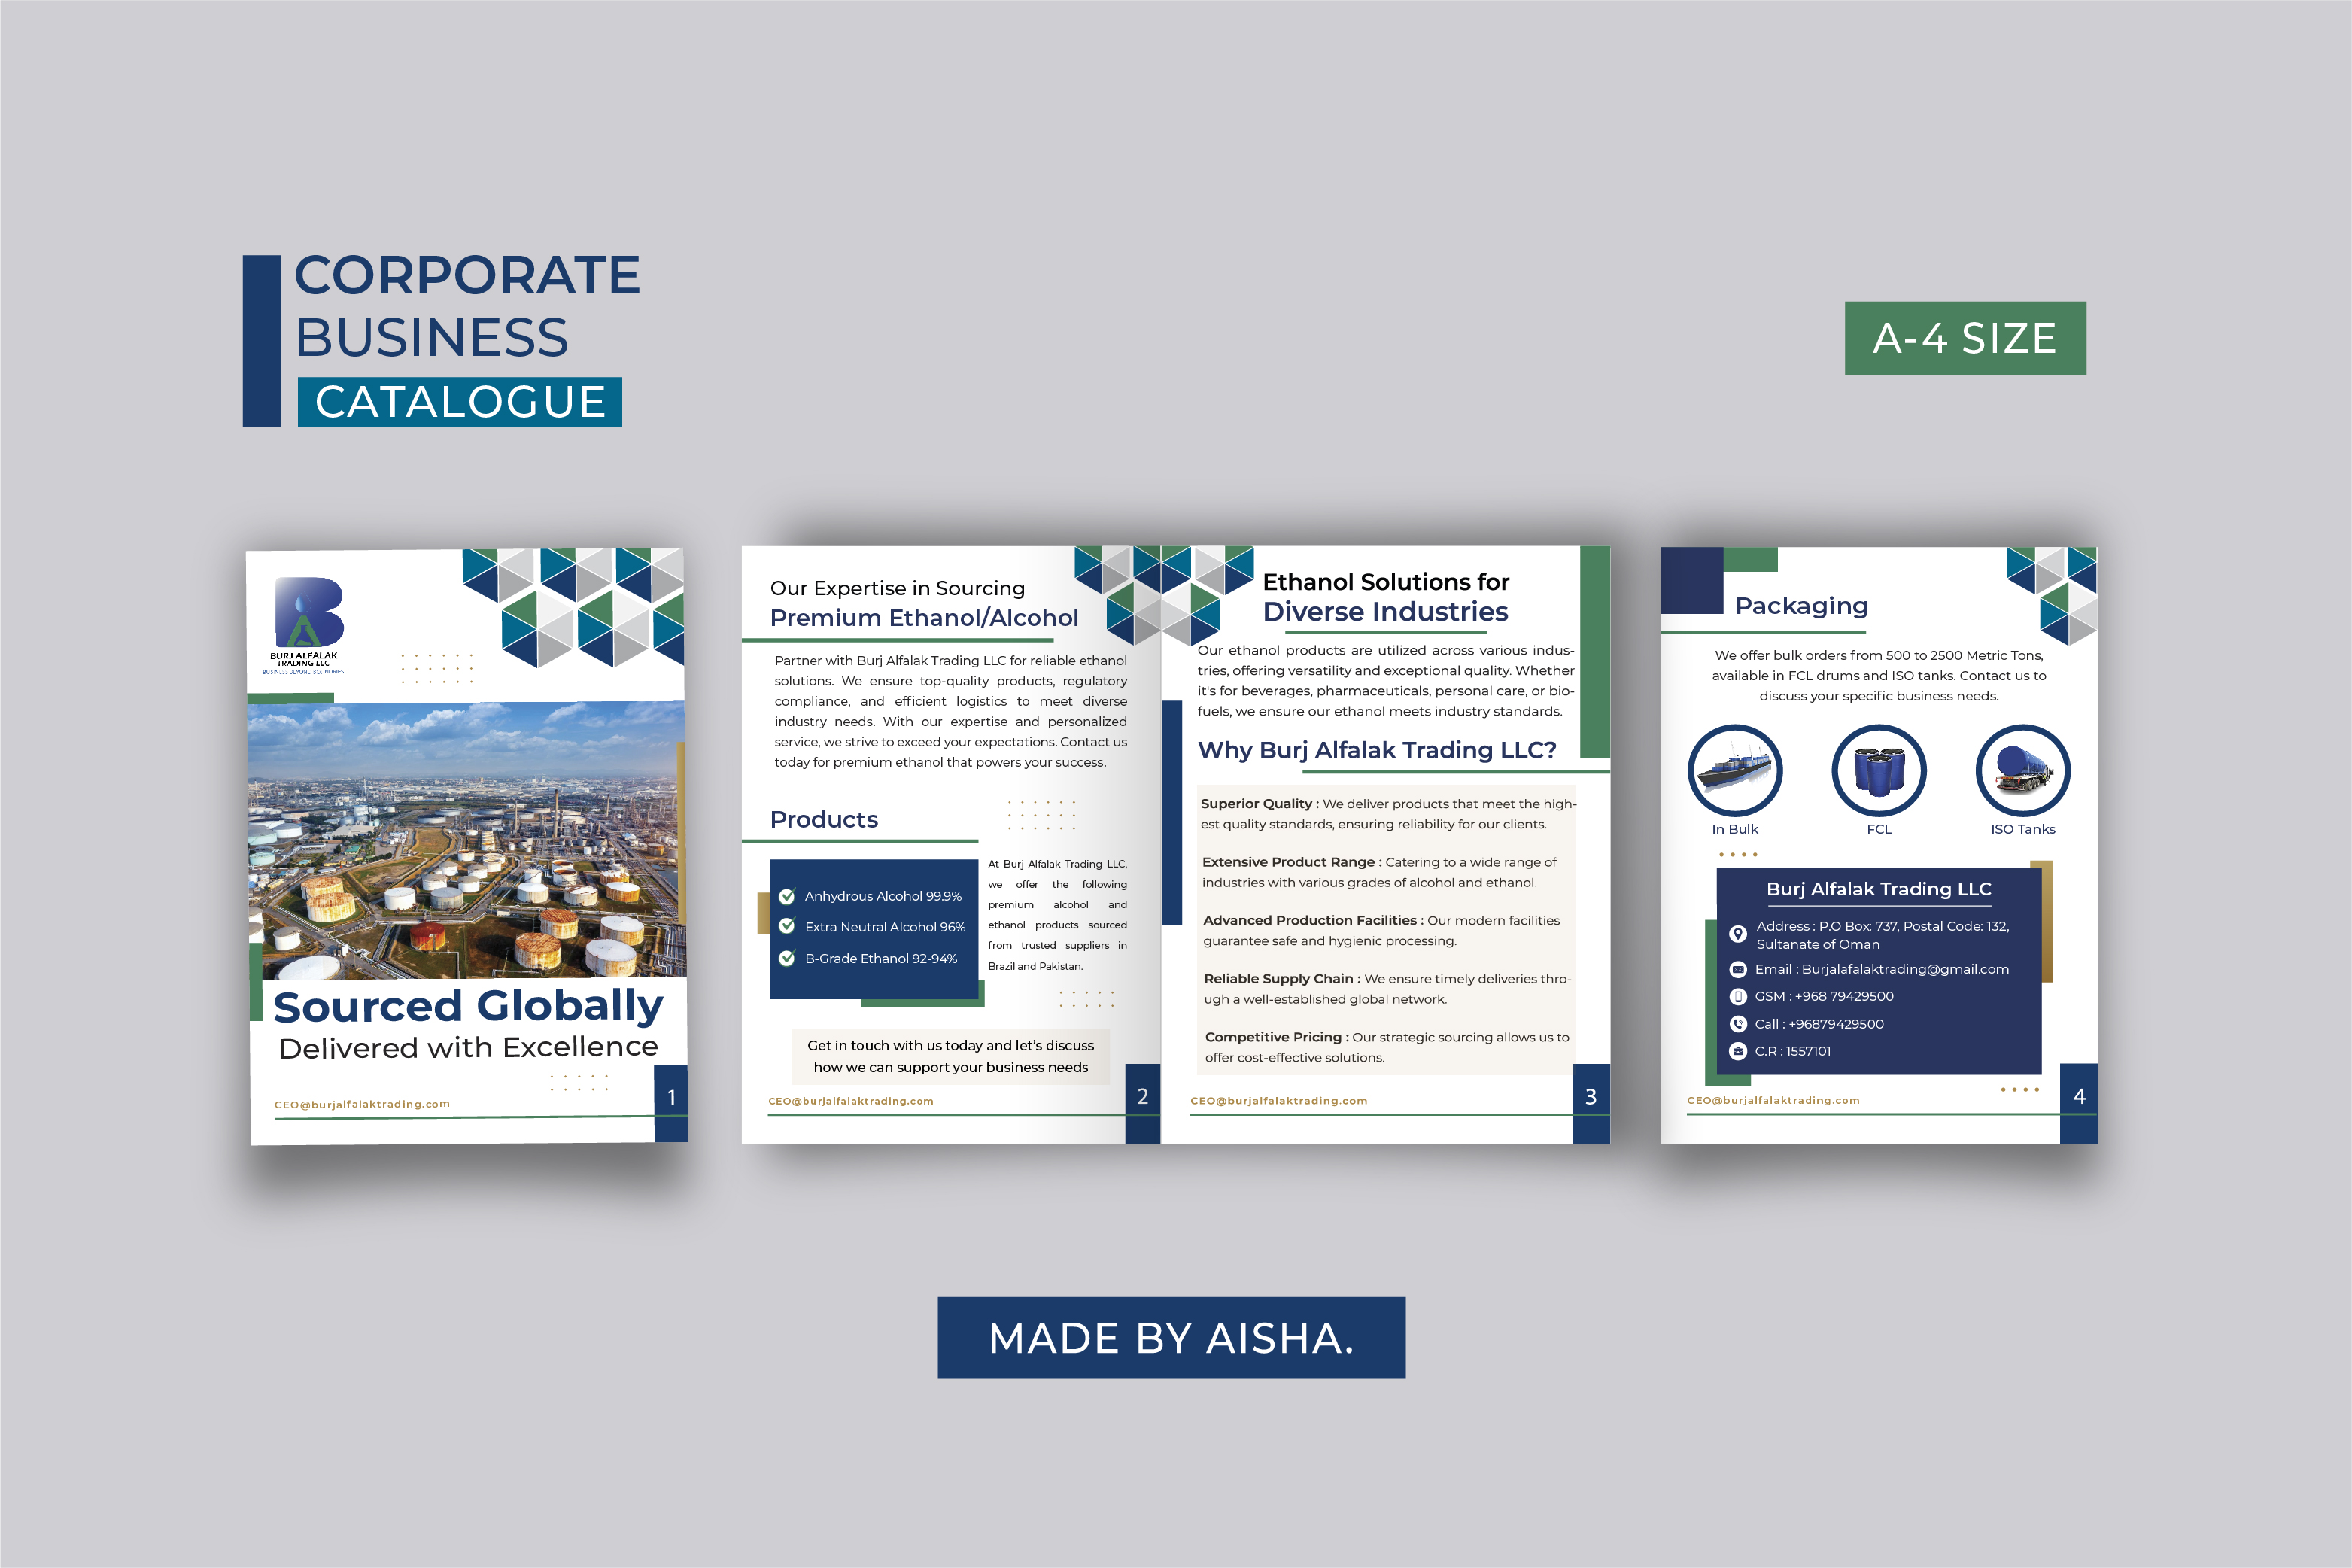 CORPORATE
BUSINESS
CATALOGUE
A-4 SIZE
BURJ ALFALAK
TRADING LLC
BUSINESS BEYOND BOUNDRIES
Sourced Globally
Delivered with Excellence
CEO@burjalfalaktrading.com
1
Our Expertise in Sourcing
Premium Ethanol/Alcohol
Partner with Burj Alfalak Trading LLC for reliable ethanol
solutions. We ensure top-quality products, regulatory
compliance, and efficient logistics to meet diverse
industry needs. With our expertise and personalized
service, we strive to exceed your expectations. Contact us
today for premium ethanol that powers your success.
Products
Anhydrous Alcohol 99.9%
Extra Neutral Alcohol 96%
B-Grade Ethanol 92-94%
At Burj Alfalak Trading LLC,
we offer the following
premium alcohol and
ethanol products sourced
from trusted suppliers in
Brazil and Pakistan.
Get in touch with us today and let's discuss
how we can support your business needs
CEO@burjalfalaktrading.com
2
Ethanol Solutions for
Diverse Industries
Our ethanol products are utilized across various indus-
tries, offering versatility and exceptional quality. Whether
it's for beverages, pharmaceuticals, personal care, or bio-
fuels, we ensure our ethanol meets industry standards.
Why Burj Alfalak Trading LLC?
Superior Quality : We deliver products that meet the high-
est quality standards, ensuring reliability for our clients.
Extensive Product Range : Catering to a wide range of
industries with various grades of alcohol and ethanol.
Advanced Production Facilities : Our modern facilities
guarantee safe and hygienic processing.
Reliable Supply Chain : We ensure timely deliveries thro-
ugh a well-established global network.
Competitive Pricing : Our strategic sourcing allows us to
offer cost-effective solutions.
CEO@burjalfalaktrading.com
3
Packaging
We offer bulk orders from 500 to 2500 Metric Tons,
available in FCL drums and ISO tanks. Contact us to
discuss your specific business needs.
In Bulk
FCL
ISO Tanks
Burj Alfalak Trading LLC
Address : P.O Box: 737, Postal Code: 132,
Sultanate of Oman
Email : Burjalafalaktrading@gmail.com
GSM : +968 79429500
Call : +96879429500
C.R : 1557101
CEO@burjalfalaktrading.com
4
MADE BY AISHA.